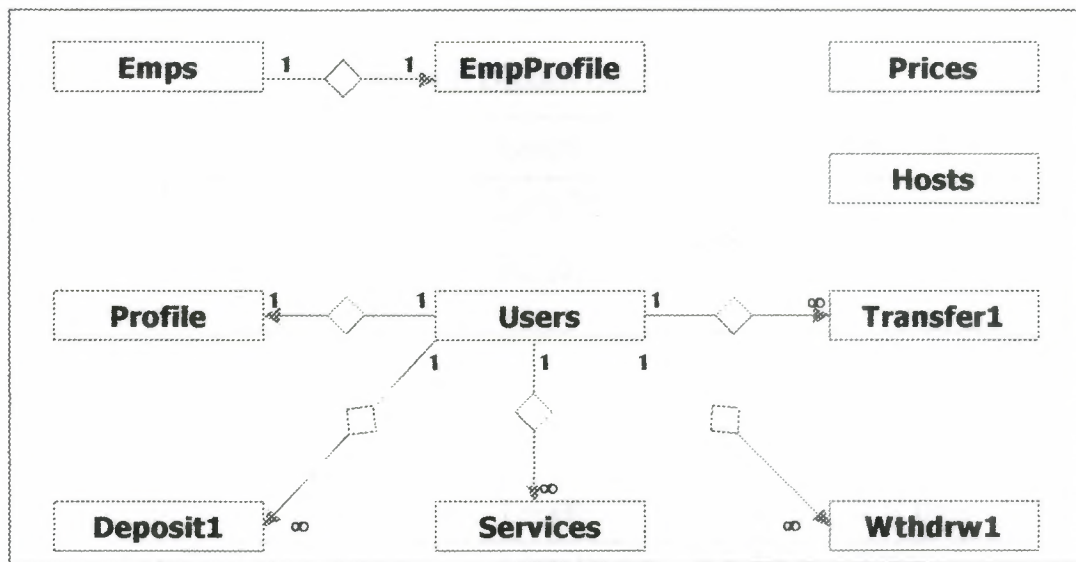 Emps 1 1 EmpProfile Prices
Hosts
Profile 1 1 Users 1 ∞ Transfer1
1 1 1
Deposit1 ∞ ∞ Services ∞ Wthdrw1